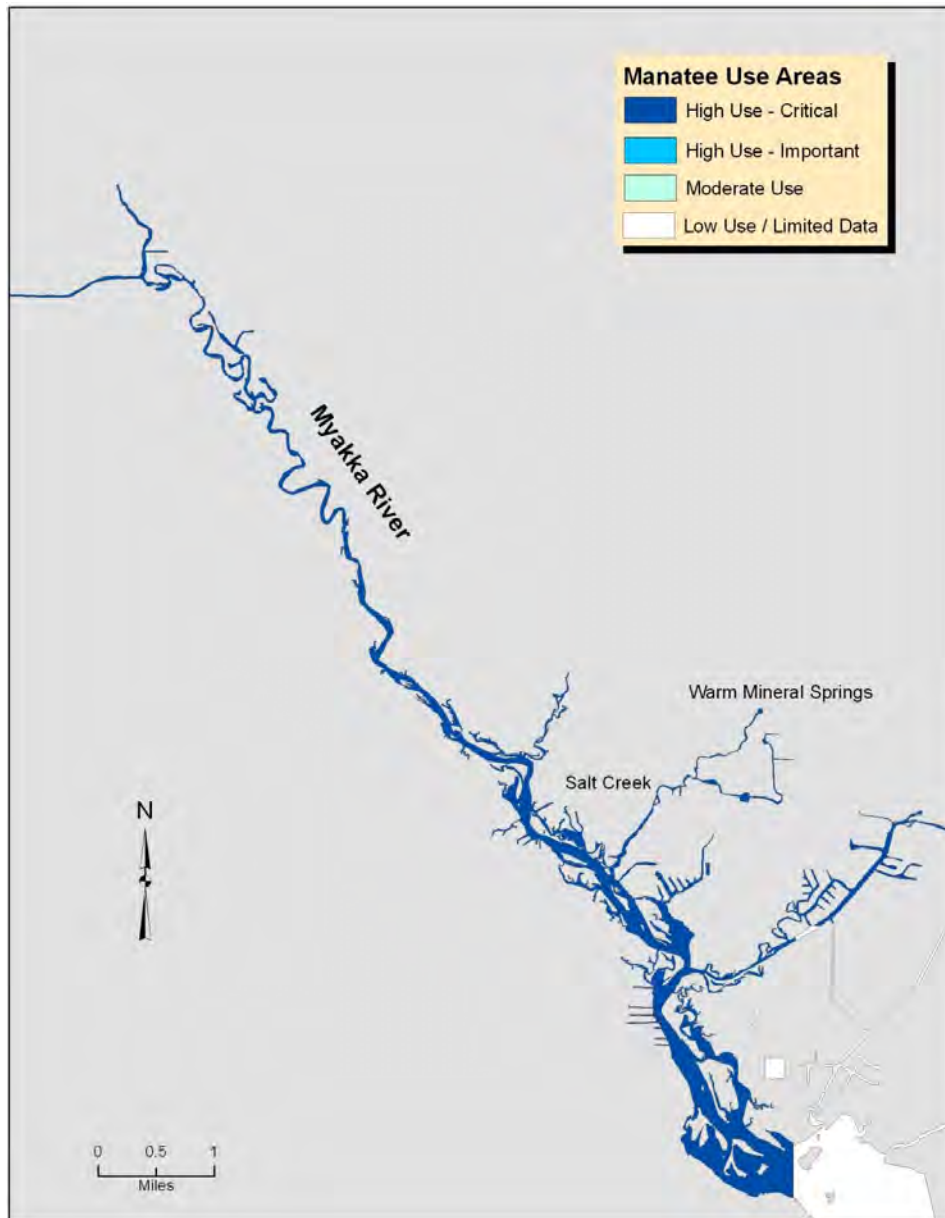 Manatee Use Areas
High Use - Critical
High Use - Important
Moderate Use
Low Use / Limited Data
Myakka River
Warm Mineral Springs
Salt Creek
N
0 0.5 1
Miles